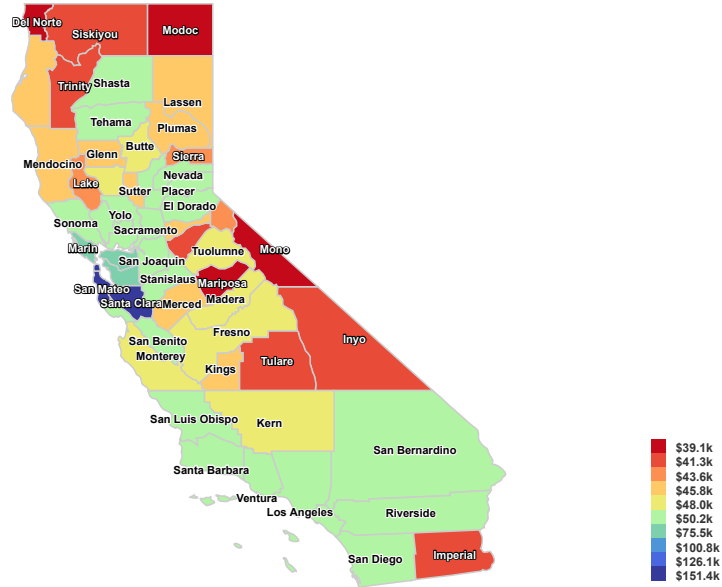 Del Norte
Siskiyou
Modoc
Trinity
Shasta
Lassen
Tehama
Plumas
Butte
Glenn
Sierra
Mendocino
Nevada
Lake
Sutter
Placer
El Dorado
Yolo
Sonoma
Sacramento
Marin
Tuolumne
Mono
San Joaquin
Stanislaus
Mariposa
San Mateo
Santa Clara
Merced
Madera
Fresno
Inyo
San Benito
Monterey
Tulare
Kings
San Luis Obispo
Kern
San Bernardino
Santa Barbara
Ventura
Los Angeles
Riverside
San Diego
Imperial
$39.1k
$41.3k
$43.6k
$45.8k
$48.0k
$50.2k
$75.5k
$100.8k
$126.1k
$151.4k